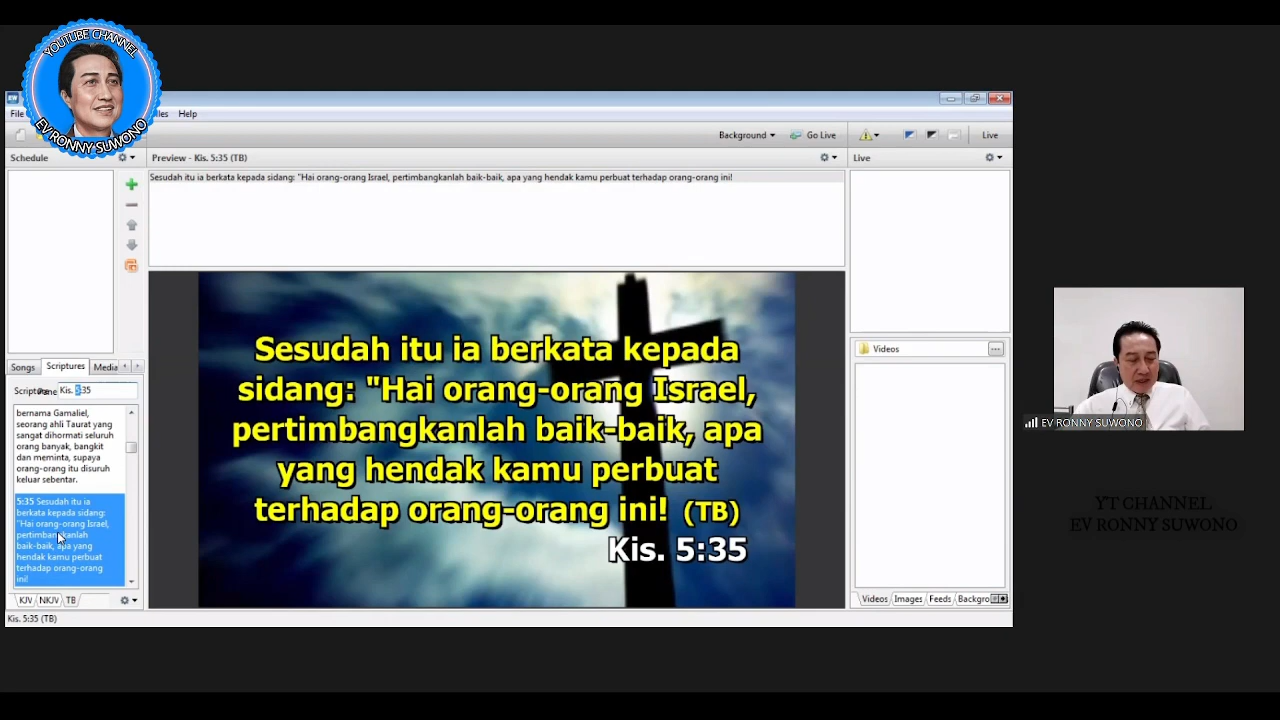 YOUTUBE CHANNEL
EV RONNY SUWONO
File
Help
Background
Go Live
Live
Schedule
Preview - Kis. 5:35 (TB)
Live
Sesudah itu ia berkata kepada sidang: "Hai orang-orang Israel, pertimbangkanlah baik-baik, apa yang hendak kamu perbuat terhadap orang-orang ini!
Sesudah itu ia berkata kepada
sidang: "Hai orang-orang Israel,
pertimbangkanlah baik-baik, apa
yang hendak kamu perbuat
terhadap orang-orang ini! (TB)
Kis. 5:35
Songs
Scriptures
Media
Kis. 5:35
bernama Gamaliel,
seorang ahli Taurat yang
sangat dihormati seluruh
orang banyak, bangkit
dan meminta, supaya
orang-orang itu disuruh
keluar sebentar.
5:35 Sesudah itu ia
berkata kepada sidang:
"Hai orang-orang Israel,
pertimbangkanlah
baik-baik, apa yang
hendak kamu perbuat
terhadap orang-orang
ini!
KJV NKJV TB
Kis. 5:35 (TB)
Videos
Videos Images Feeds Backgro
EV RONNY SUWONO
YT CHANNEL
EV RONNY SUWONO